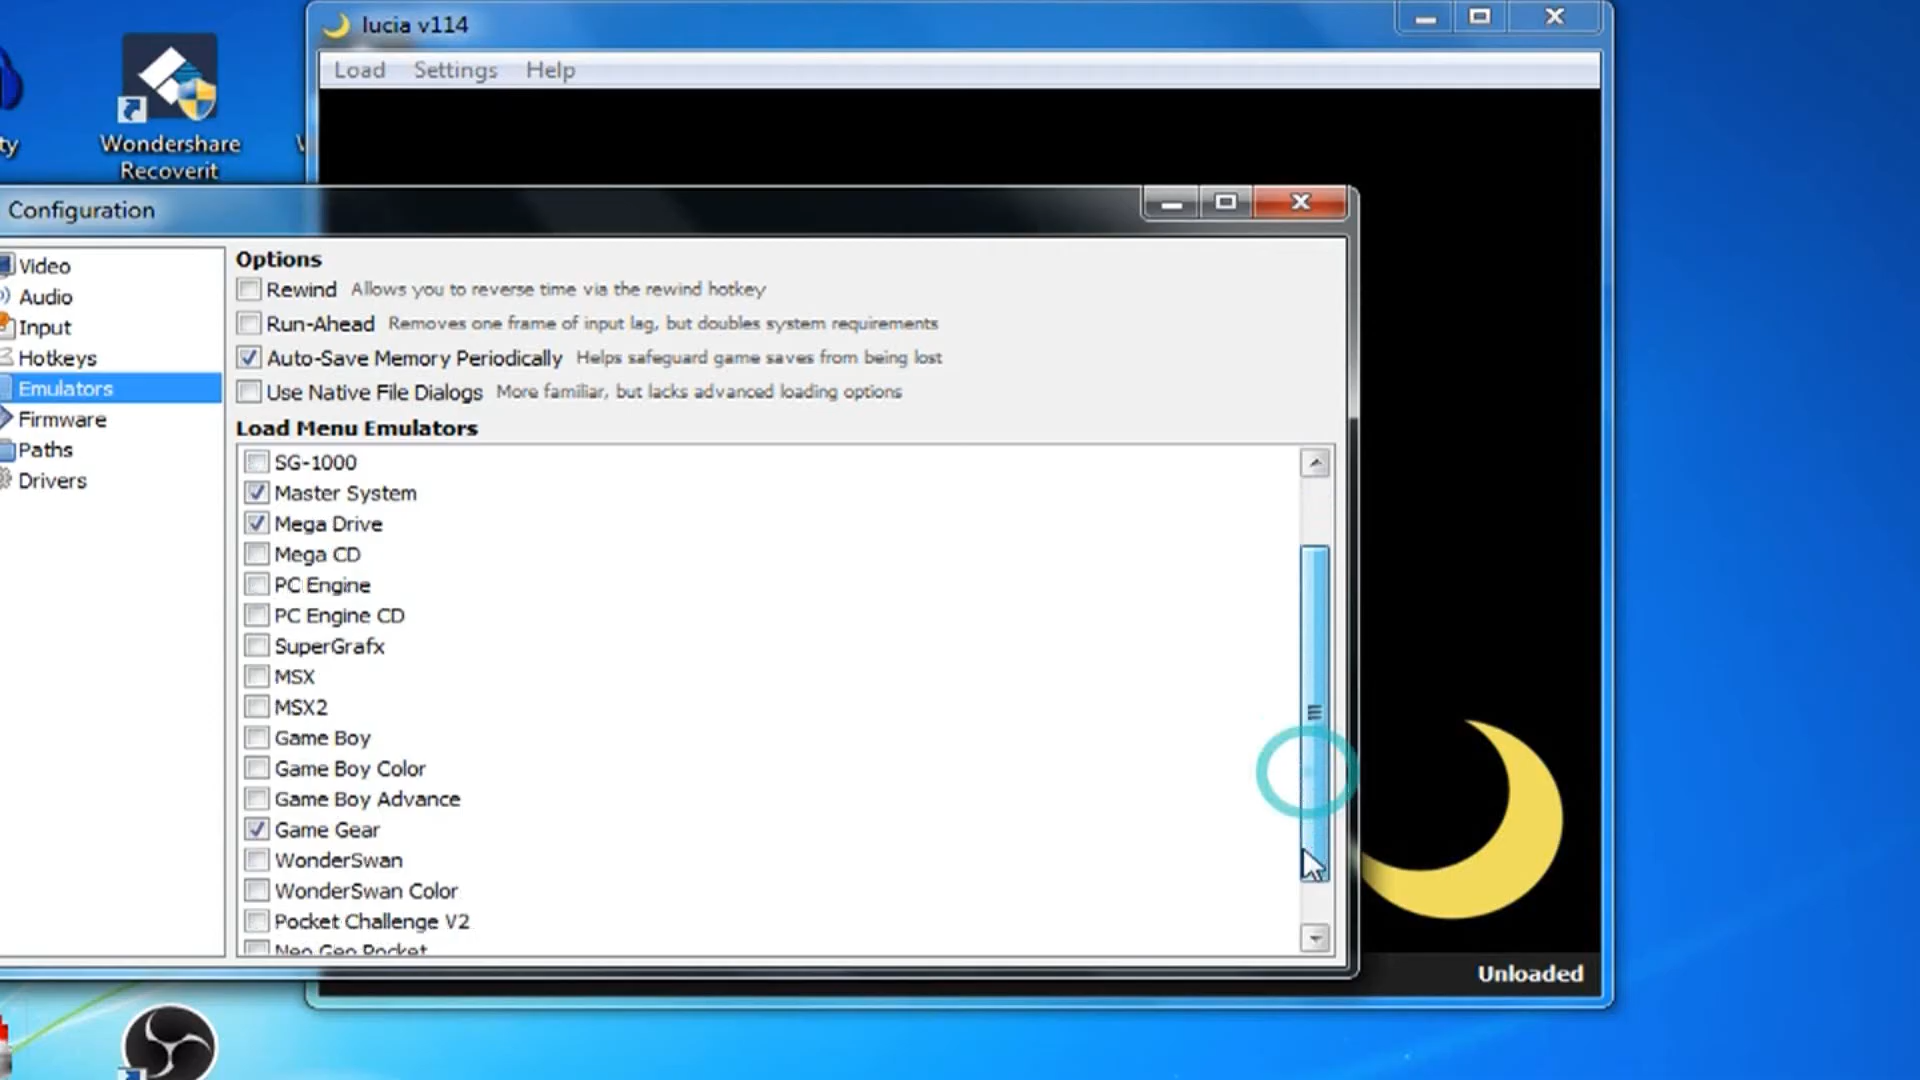 lucia v114
Load Settings Help
ty
Wondershare
Recoverit
Configuration
Video
Audio
Input
Hotkeys
Emulators
Firmware
Paths
Drivers
Options
Rewind Allows you to reverse time via the rewind hotkey
Run-Ahead Removes one frame of input lag, but doubles system requirements
Auto-Save Memory Periodically Helps safeguard game saves from being lost
Use Native File Dialogs More familiar, but lacks advanced loading options
Load Menu Emulators
SG-1000
Master System
Mega Drive
Mega CD
PC Engine
PC Engine CD
SuperGrafx
MSX
MSX2
Game Boy
Game Boy Color
Game Boy Advance
Game Gear
WonderSwan
WonderSwan Color
Pocket Challenge V2
Neo Geo Pocket
Unloaded